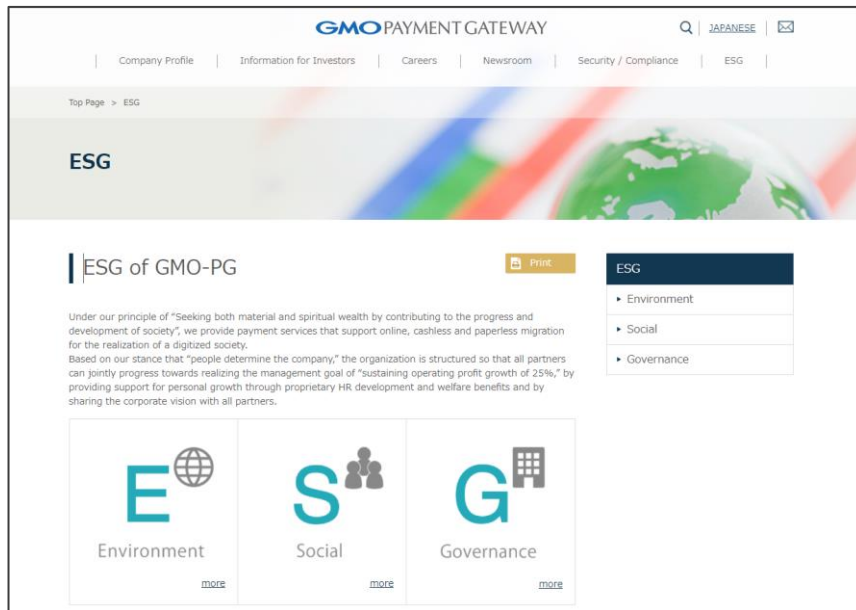 GMO PAYMENT GATEWAY
JAPANESE
Company Profile
Information for Investors
Careers
Newsroom
Security / Compliance
ESG
Top Page > ESG
ESG
ESG of GMO-PG
Print
Under our principle of "Seeking both material and spiritual wealth by contributing to the progress and
development of society", we provide payment services that support online, cashless and paperless migration
for the realization of a digitized society.
Based on our stance that "people determine the company," the organization is structured so that all partners
can jointly progress towards realizing the management goal of "sustaining operating profit growth of 25%," by
providing support for personal growth through proprietary HR development and welfare benefits and by
sharing the corporate vision with all partners.
ESG
Environment
Social
Governance
E
Environment
more
S
Social
more
G
Governance
more